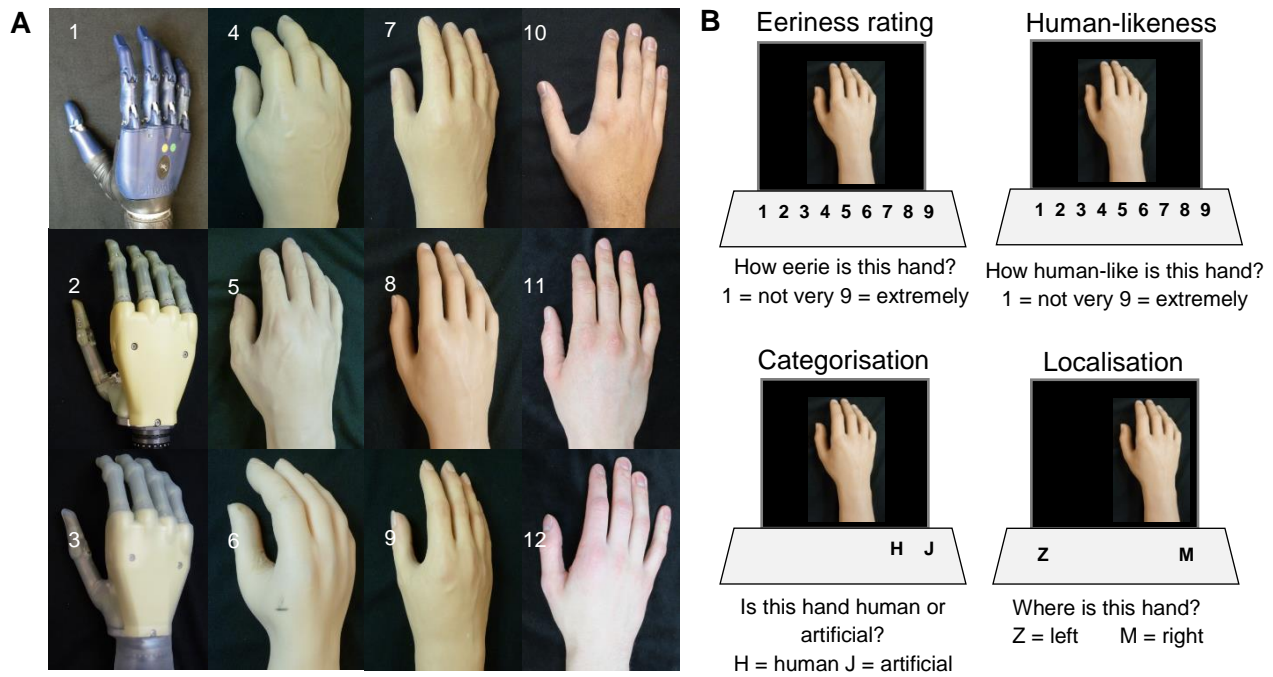 A
1
4
7
10
2
5
8
11
3
6
9
12
B
Eeriness rating
1 2 3 4 5 6 7 8 9
How eerie is this hand?
1 = not very 9 = extremely
Human-likeness
1 2 3 4 5 6 7 8 9
How human-like is this hand?
1 = not very 9 = extremely
Categorisation
H J
Is this hand human or
artificial?
H = human J = artificial
Localisation
Z M
Where is this hand?
Z = left M = right